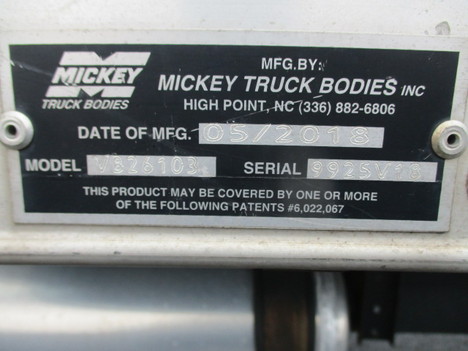 MICKEY
TRUCK BODIES
MFG.BY:
MICKEY TRUCK BODIES INC
HIGH POINT, NC (336) 882-6806
DATE OF MFG. 05/2018
MODEL
SERIAL
THIS PRODUCT MAY BE COVERED BY ONE OR MORE
OF THE FOLLOWING PATENTS #6,022,067